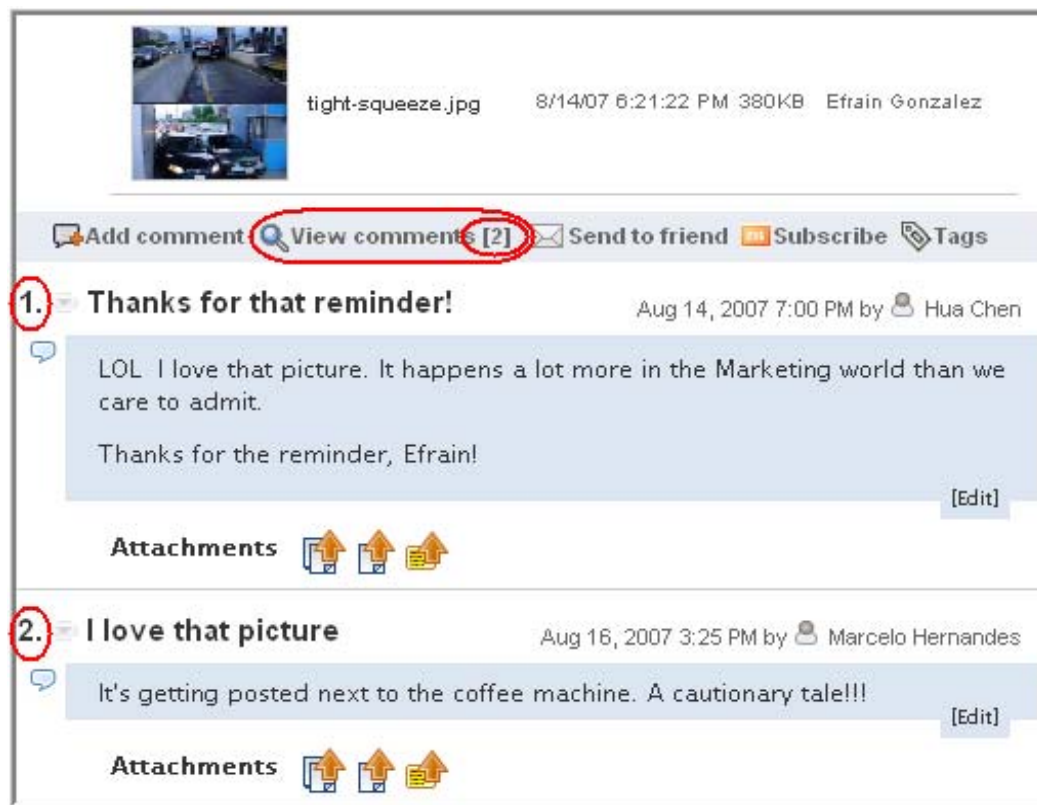 tight-squeeze.jpg 8/14/07 6:21:22 PM 380KB Efrain Gonzalez
Add comment View comments [2] Send to friend Subscribe Tags
1. Thanks for that reminder! Aug 14, 2007 7:00 PM by Hua Chen
LOL I love that picture. It happens a lot more in the Marketing world than we
care to admit.
Thanks for the reminder, Efrain!
[Edit]
Attachments
2. I love that picture Aug 16, 2007 3:25 PM by Marcelo Hernandes
It's getting posted next to the coffee machine. A cautionary tale!!!
[Edit]
Attachments